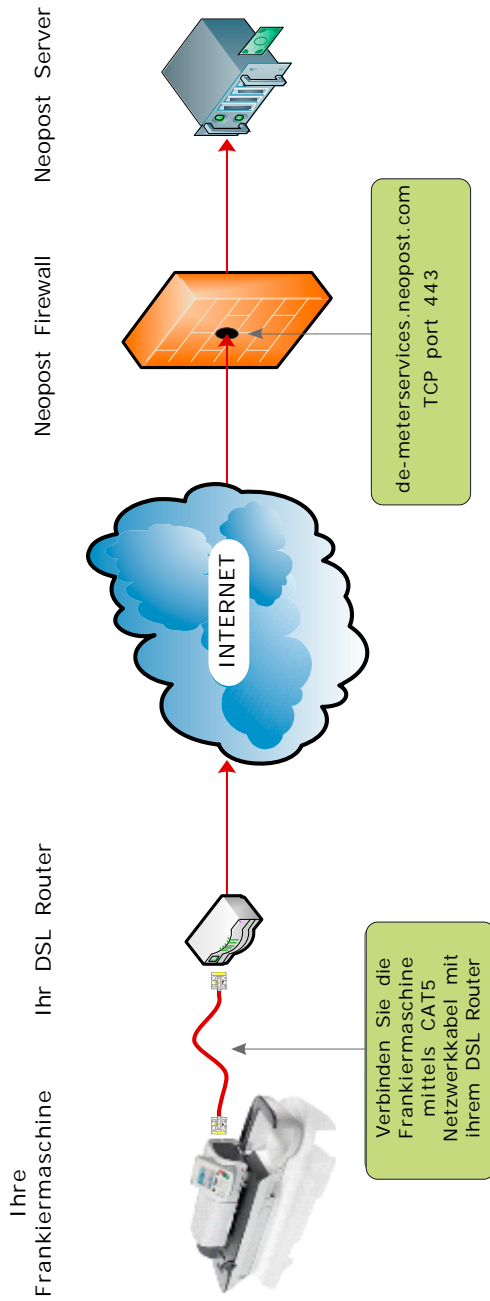 Ihre
Frankiermaschine
Ihr DSL Router
Neopost Firewall
Neopost Server
INTERNET
Verbinden Sie die
Frankiermaschine
mittels CAT5
Netzwerkkabel mit
ihrem DSL Router
de-meterservices.neopost.com
TCP port 443